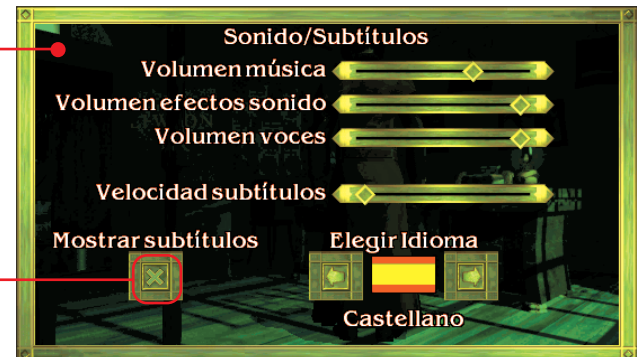 Sonido/Subtítulos
Volumen música
Volumen efectos sonido
Volumen voces
Velocidad subtítulos
Mostrar subtítulos
Elegir Idioma
Castellano